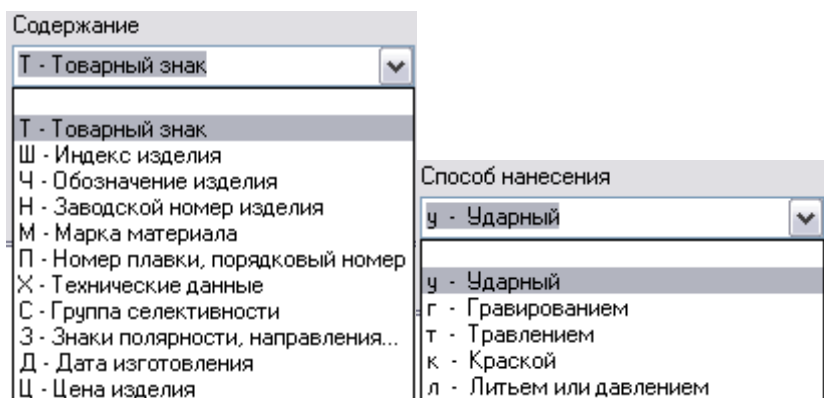 Содержание
Т - Товарный знак
Т - Товарный знак
Ш - Индекс изделия
Ч - Обозначение изделия
Н - Заводской номер изделия
М - Марка материала
П - Номер плавки, порядковый номер
Х - Технические данные
С - Группа селективности
З - Знаки полярности, направления...
Д - Дата изготовления
Ц - Цена изделия
Способ нанесения
у - Ударный
у - Ударный
г - Гравированием
т - Травлением
к - Краской
л - Литьем или давлением